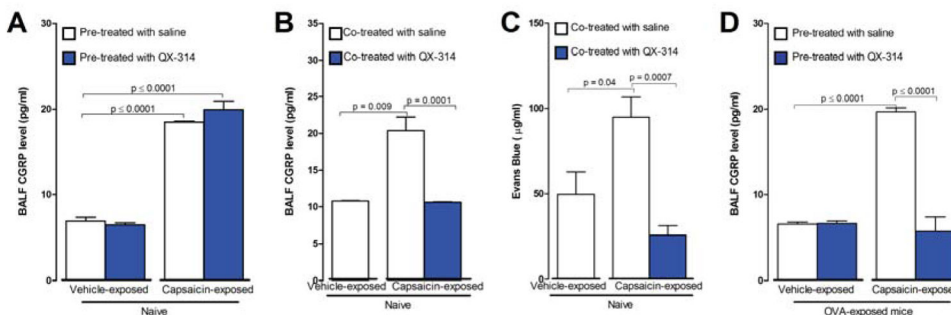 A
Pre-treated with saline
Pre-treated with QX-314
p ≤ 0.0001
p ≤ 0.0001
BALF CGRP level (pg/ml)
30
20
10
0
Vehicle-exposed Capsaicin-exposed
Naive
B
Co-treated with saline
Co-treated with QX-314
p = 0.009 p = 0.0001
BALF CGRP level (pg/ml)
30
25
20
15
10
5
0
Vehicle-exposed Capsaicin-exposed
Naive
C
Co-treated with saline
Co-treated with QX-314
p = 0.04 p = 0.0007
Evans Blue ( μg/ml)
150
100
50
0
Vehicle-exposed Capsaicin-exposed
Naive
D
Pre-treated with saline
Pre-treated with QX-314
p ≤ 0.0001 p ≤ 0.0001
BALF CGRP level (pg/ml)
30
20
10
0
Vehicle-exposed Capsaicin-exposed
OVA-exposed mice